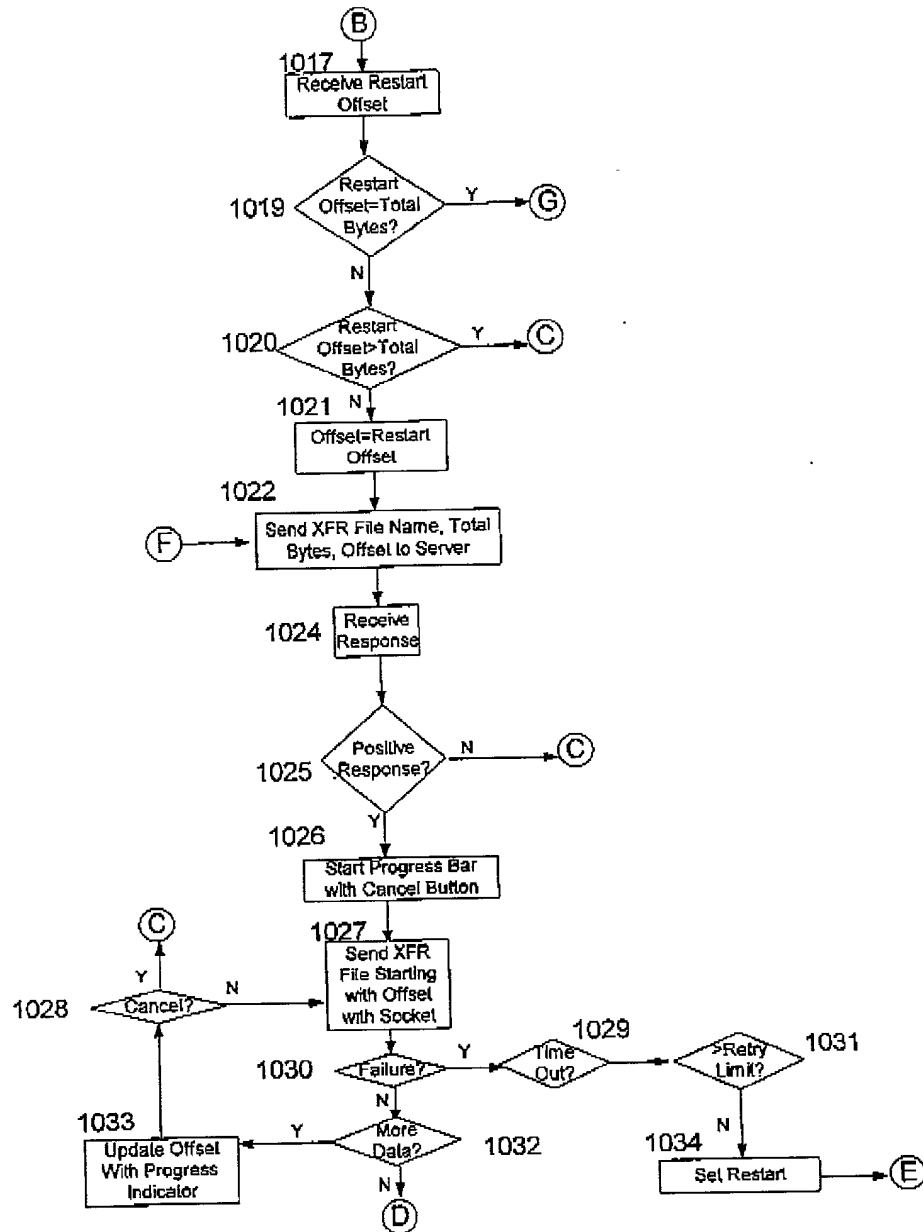 B
1017
Receive Restart
Offset
1019
Restart
Offset=Total
Bytes?
Y
G
N
1020
Restart
Offset>Total
Bytes?
Y
C
N
1021
Offset=Restart
Offset
1022
F
Send XFR File Name, Total
Bytes, Offset to Server
1024
Receive
Response
1025
Positive
Response?
N
C
Y
1026
Start Progress Bar
with Cancel Button
C
1027
Send XFR
File Starting
with Offset
with Socket
Y
1028
Cancel?
N
1029
1030
Failure?
Y
Time
Out?
>Retry
Limit?
1031
N
1033
Update Offset
With Progress
Indicator
Y
More
Data?
1032
N
D
N
1034
Set Restart
E